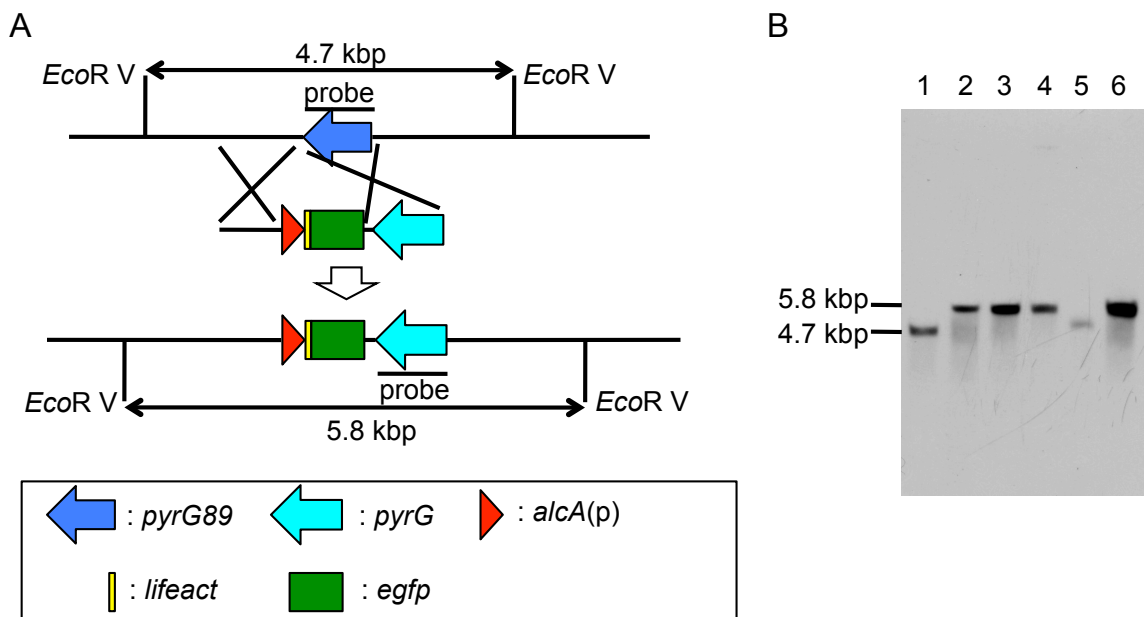 A
4.7 kbp
EcoR V
EcoR V
probe
probe
EcoR V
EcoR V
5.8 kbp
: pyrG89
: pyrG
: alcA(p)
: lifeact
: egfp
B
1 2 3 4 5 6
5.8 kbp
4.7 kbp